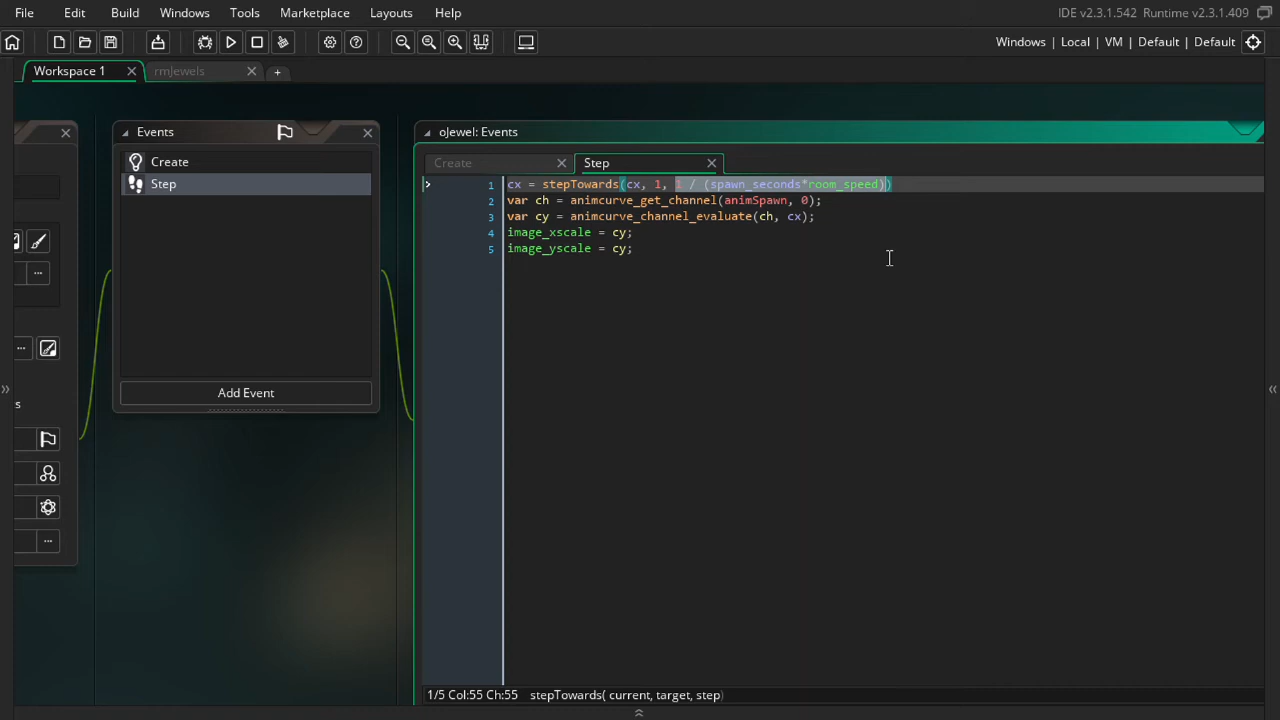 File Edit Build Windows Tools Marketplace Layouts Help IDE v2.3.1.542 Runtime v2.3.1.409
Windows | Local | VM | Default | Default
Workspace 1 rmJewels +
Events
Create
Step
Add Event
s
oJewel: Events
Create Step
1 cx = stepTowards(cx, 1, 1 / (spawn_seconds*room_speed))
2 var ch = animcurve_get_channel(animSpawn, 0);
3 var cy = animcurve_channel_evaluate(ch, cx);
4 image_xscale = cy;
5 image_yscale = cy;
1/5 Col:55 Ch:55 stepTowards( current, target, step)